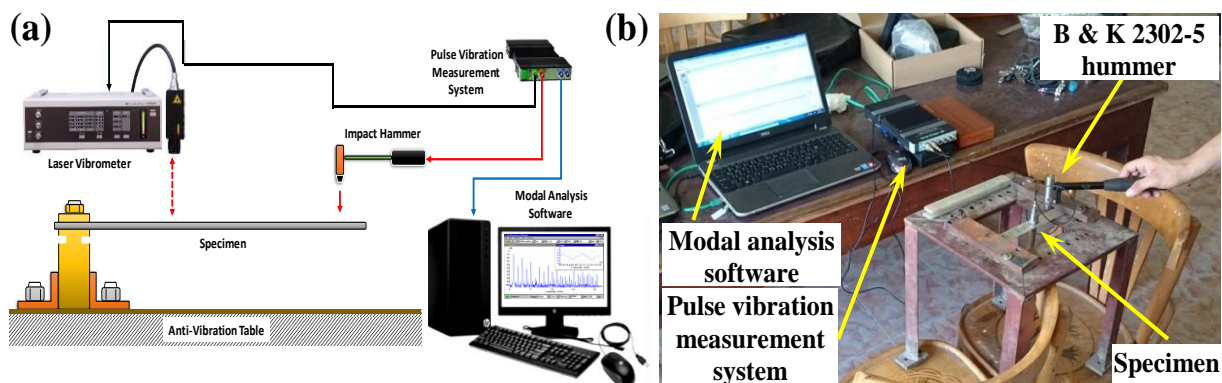 (a)
Pulse Vibration
Measurement
System
Laser Vibrometer
Impact Hammer
Specimen
Modal Analysis
Software
Anti-Vibration Table
(b)
B & K 2302-5
hummer
Modal analysis
software
Pulse vibration
measurement
system
Specimen